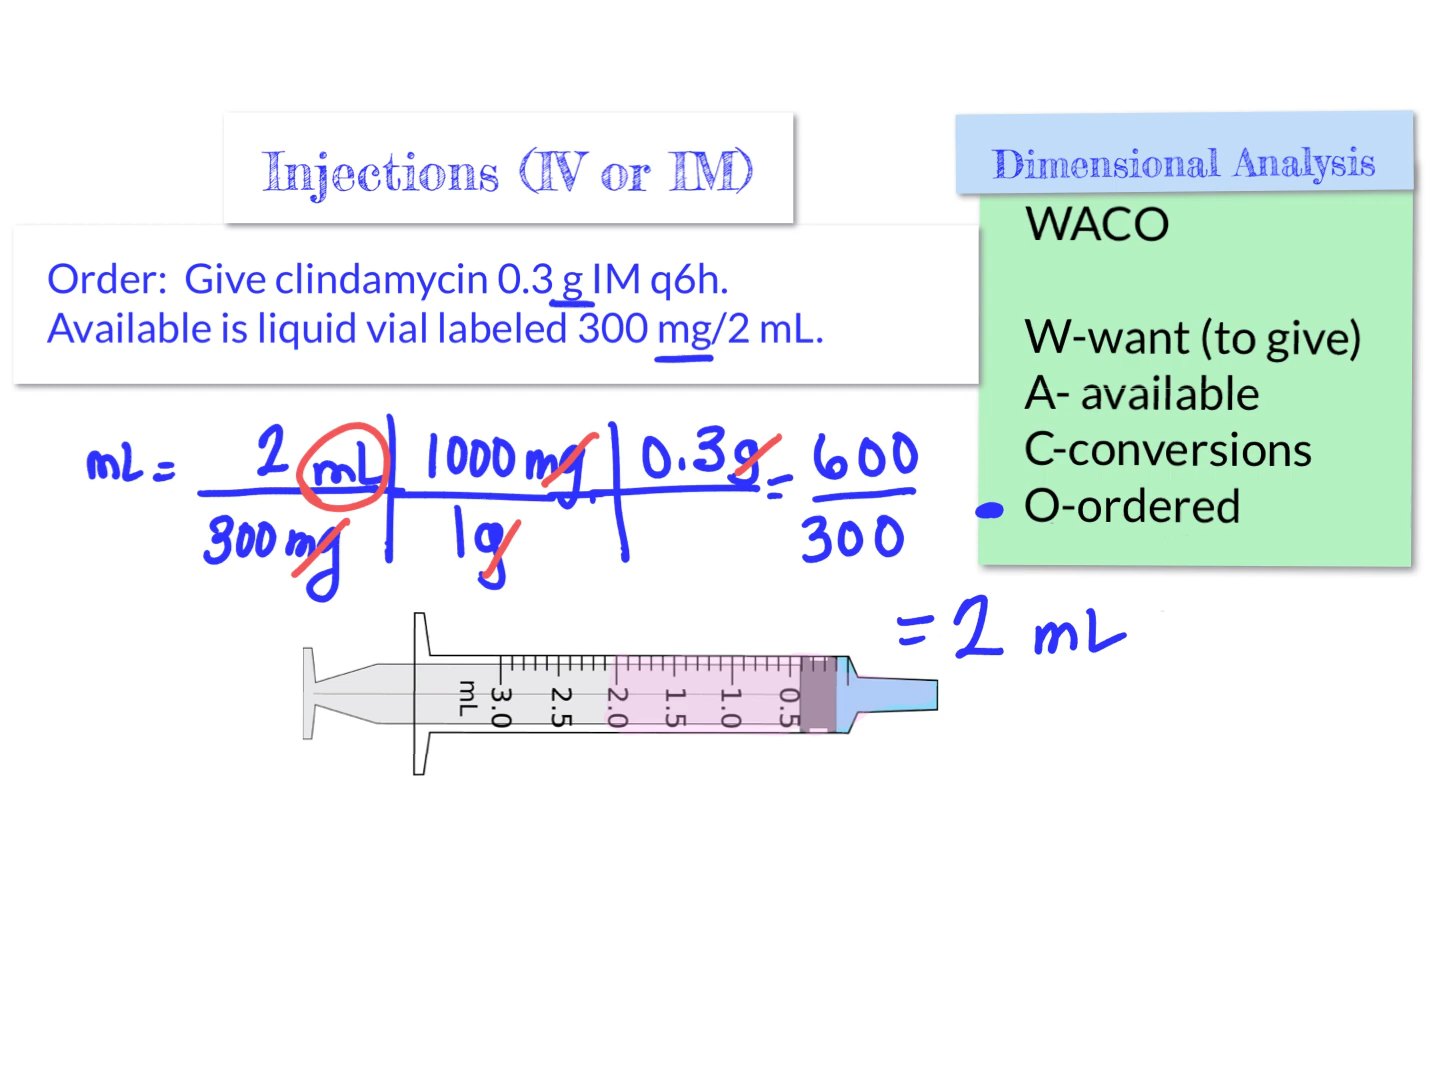 Injections (IV or IM)
Order: Give clindamycin 0.3 g IM q6h.
Available is liquid vial labeled 300 mg/2 mL.
Dimensional Analysis
WACO
W-want (to give)
A- available
C-conversions
O-ordered
mL = 2 mL | 1000 mg | 0.3 g = 600
300 mg | 1 g | 300
= 2 mL
mL 3.0 2.5 2.0 1.5 1.0 0.5